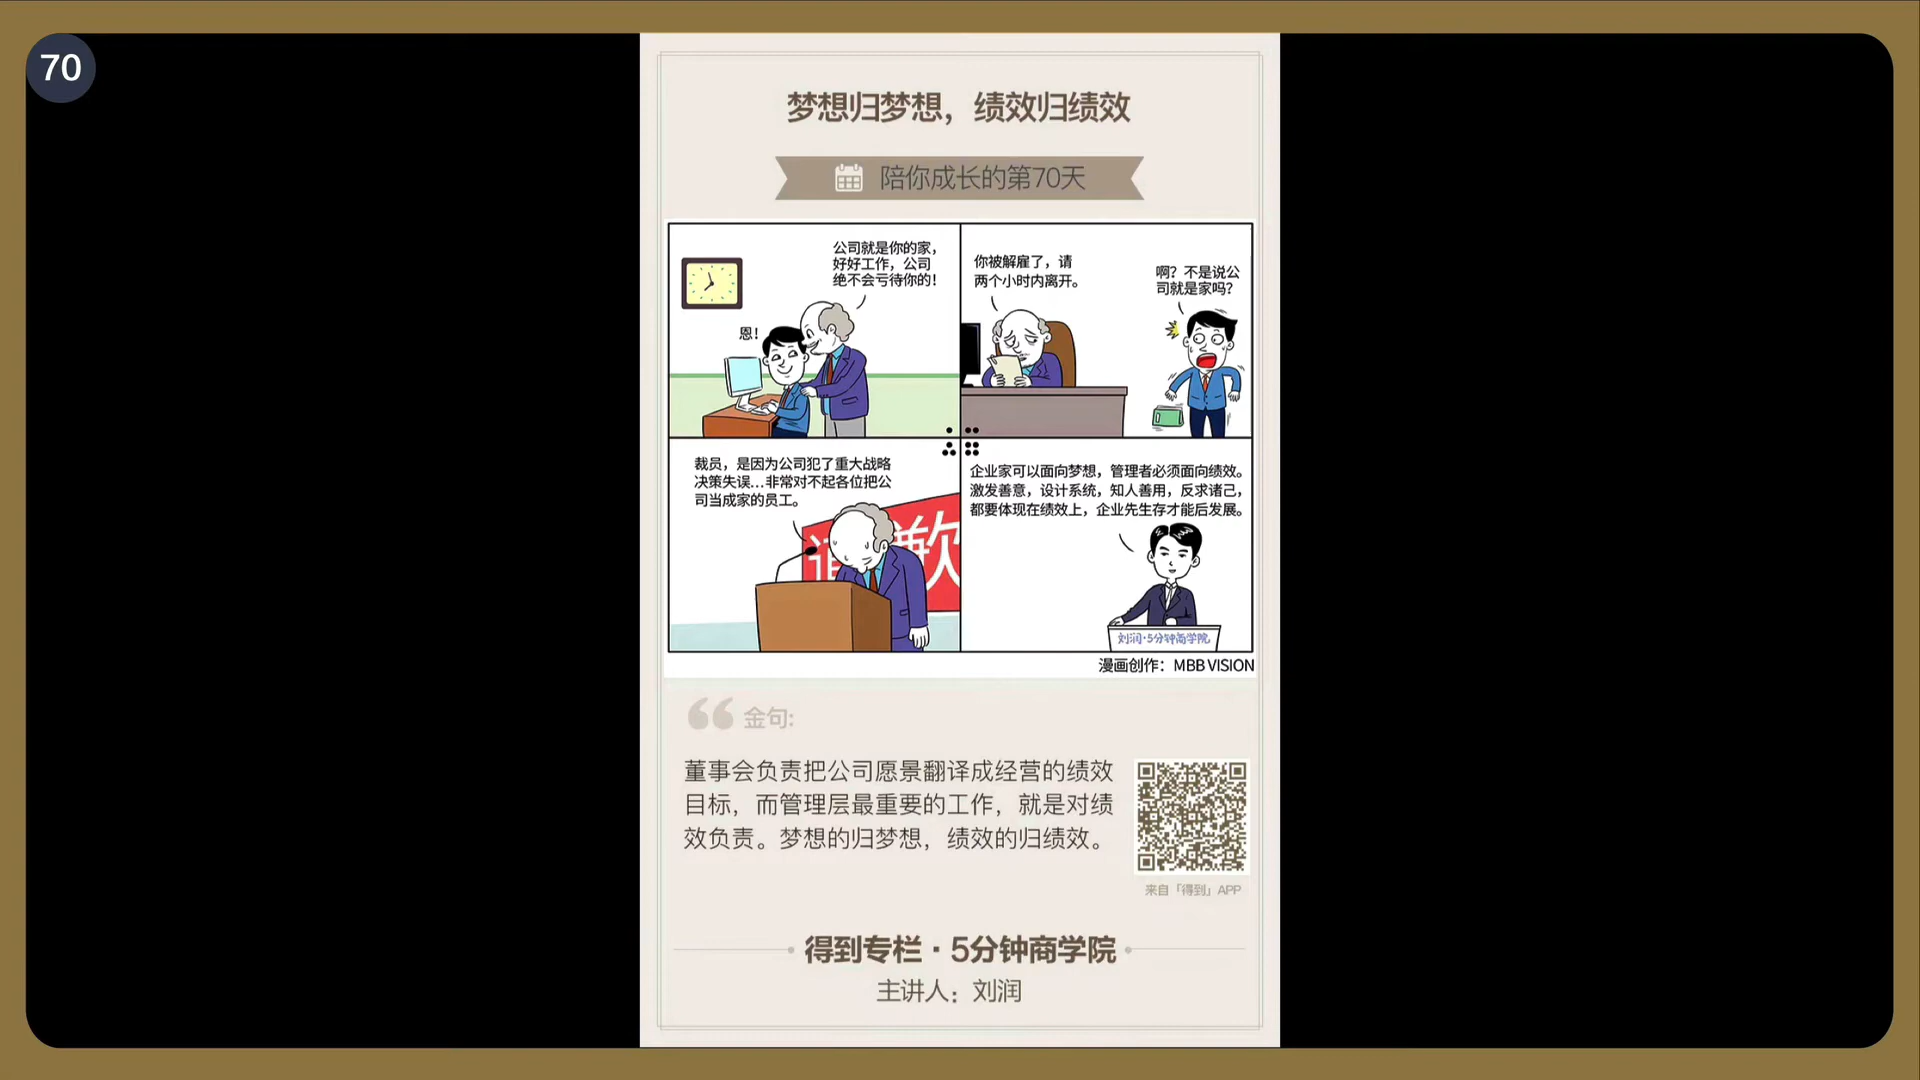 70
梦想归梦想，绩效归绩效
陪你成长的第70天
公司就是你的家，
好好工作，公司
绝不会亏待你的！
恩！
你被解雇了，请
两个小时内离开。
啊？不是说公
司就是家吗？
裁员，是因为公司犯了重大战略
决策失误...非常对不起各位把公
司当成家的员工。
歉
企业家可以面向梦想，管理者必须面向绩效。
激发善意，设计系统，知人善用，反求诸己，
都要体现在绩效上，企业先生存才能后发展。
刘润·5分钟商学院
漫画创作：MBB VISION
金句：
董事会负责把公司愿景翻译成经营的绩效
目标，而管理层最重要的工作，就是对绩
效负责。梦想的归梦想，绩效的归绩效。
来自「得到」APP
得到专栏·5分钟商学院
主讲人：刘润